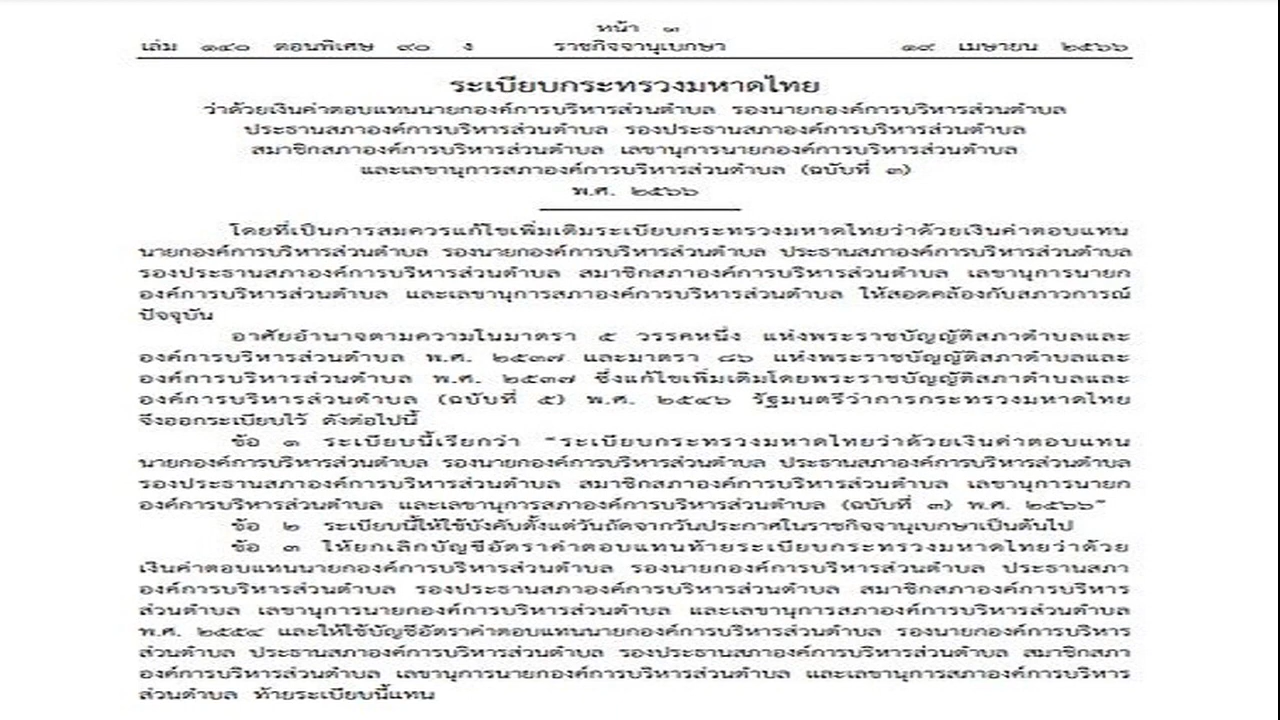 หน้า ๑
เล่ม ๑๔๐ ตอนพิเศษ ๙๐ ง ราชกิจจานุเบกษา ๑๙ เมษายน ๒๕๖๖
ระเบียบกระทรวงมหาดไทย
ว่าด้วยเงินค่าตอบแทนนายกองค์การบริหารส่วนตำบล รองนายกองค์การบริหารส่วนตำบล
ประธานสภาองค์การบริหารส่วนตำบล รองประธานสภาองค์การบริหารส่วนตำบล
สมาชิกสภาองค์การบริหารส่วนตำบล เลขานุการนายกองค์การบริหารส่วนตำบล
และเลขานุการสภาองค์การบริหารส่วนตำบล (ฉบับที่ ๓)
พ.ศ. ๒๕๖๖
โดยที่เป็นการสมควรแก้ไขเพิ่มเติมระเบียบกระทรวงมหาดไทยว่าด้วยเงินค่าตอบแทน
นายกองค์การบริหารส่วนตำบล รองนายกองค์การบริหารส่วนตำบล ประธานสภาองค์การบริหารส่วนตำบล
รองประธานสภาองค์การบริหารส่วนตำบล สมาชิกสภาองค์การบริหารส่วนตำบล เลขานุการนายก
องค์การบริหารส่วนตำบล และเลขานุการสภาองค์การบริหารส่วนตำบล ให้สอดคล้องกับสภาวการณ์
ปัจจุบัน
อาศัยอำนาจตามความในมาตรา ๕ วรรคหนึ่ง แห่งพระราชบัญญัติสภาตำบลและ
องค์การบริหารส่วนตำบล พ.ศ. ๒๕๓๗ และมาตรา ๘๖ แห่งพระราชบัญญัติสภาตำบลและ
องค์การบริหารส่วนตำบล พ.ศ. ๒๕๓๗ ซึ่งแก้ไขเพิ่มเติมโดยพระราชบัญญัติสภาตำบลและ
องค์การบริหารส่วนตำบล (ฉบับที่ ๕) พ.ศ. ๒๕๔๖ รัฐมนตรีว่าการกระทรวงมหาดไทย
จึงออกระเบียบไว้ ดังต่อไปนี้
ข้อ ๑ ระเบียบนี้เรียกว่า “ระเบียบกระทรวงมหาดไทยว่าด้วยเงินค่าตอบแทน
นายกองค์การบริหารส่วนตำบล รองนายกองค์การบริหารส่วนตำบล ประธานสภาองค์การบริหารส่วนตำบล
รองประธานสภาองค์การบริหารส่วนตำบล สมาชิกสภาองค์การบริหารส่วนตำบล เลขานุการนายก
องค์การบริหารส่วนตำบล และเลขานุการสภาองค์การบริหารส่วนตำบล (ฉบับที่ ๓) พ.ศ. ๒๕๖๖”
ข้อ ๒ ระเบียบนี้ให้ใช้บังคับตั้งแต่วันถัดจากวันประกาศในราชกิจจานุเบกษาเป็นต้นไป
ข้อ ๓ ให้ยกเลิกบัญชีอัตราค่าตอบแทนท้ายระเบียบกระทรวงมหาดไทยว่าด้วย
เงินค่าตอบแทนนายกองค์การบริหารส่วนตำบล รองนายกองค์การบริหารส่วนตำบล ประธานสภา
องค์การบริหารส่วนตำบล รองประธานสภาองค์การบริหารส่วนตำบล สมาชิกสภาองค์การบริหาร
ส่วนตำบล เลขานุการนายกองค์การบริหารส่วนตำบล และเลขานุการสภาองค์การบริหารส่วนตำบล
พ.ศ. ๒๕๕๔ และให้ใช้บัญชีอัตราค่าตอบแทนนายกองค์การบริหารส่วนตำบล รองนายกองค์การบริหาร
ส่วนตำบล ประธานสภาองค์การบริหารส่วนตำบล รองประธานสภาองค์การบริหารส่วนตำบล สมาชิกสภา
องค์การบริหารส่วนตำบล เลขานุการนายกองค์การบริหารส่วนตำบล และเลขานุการสภาองค์การบริหาร
ส่วนตำบล ท้ายระเบียบนี้แทน